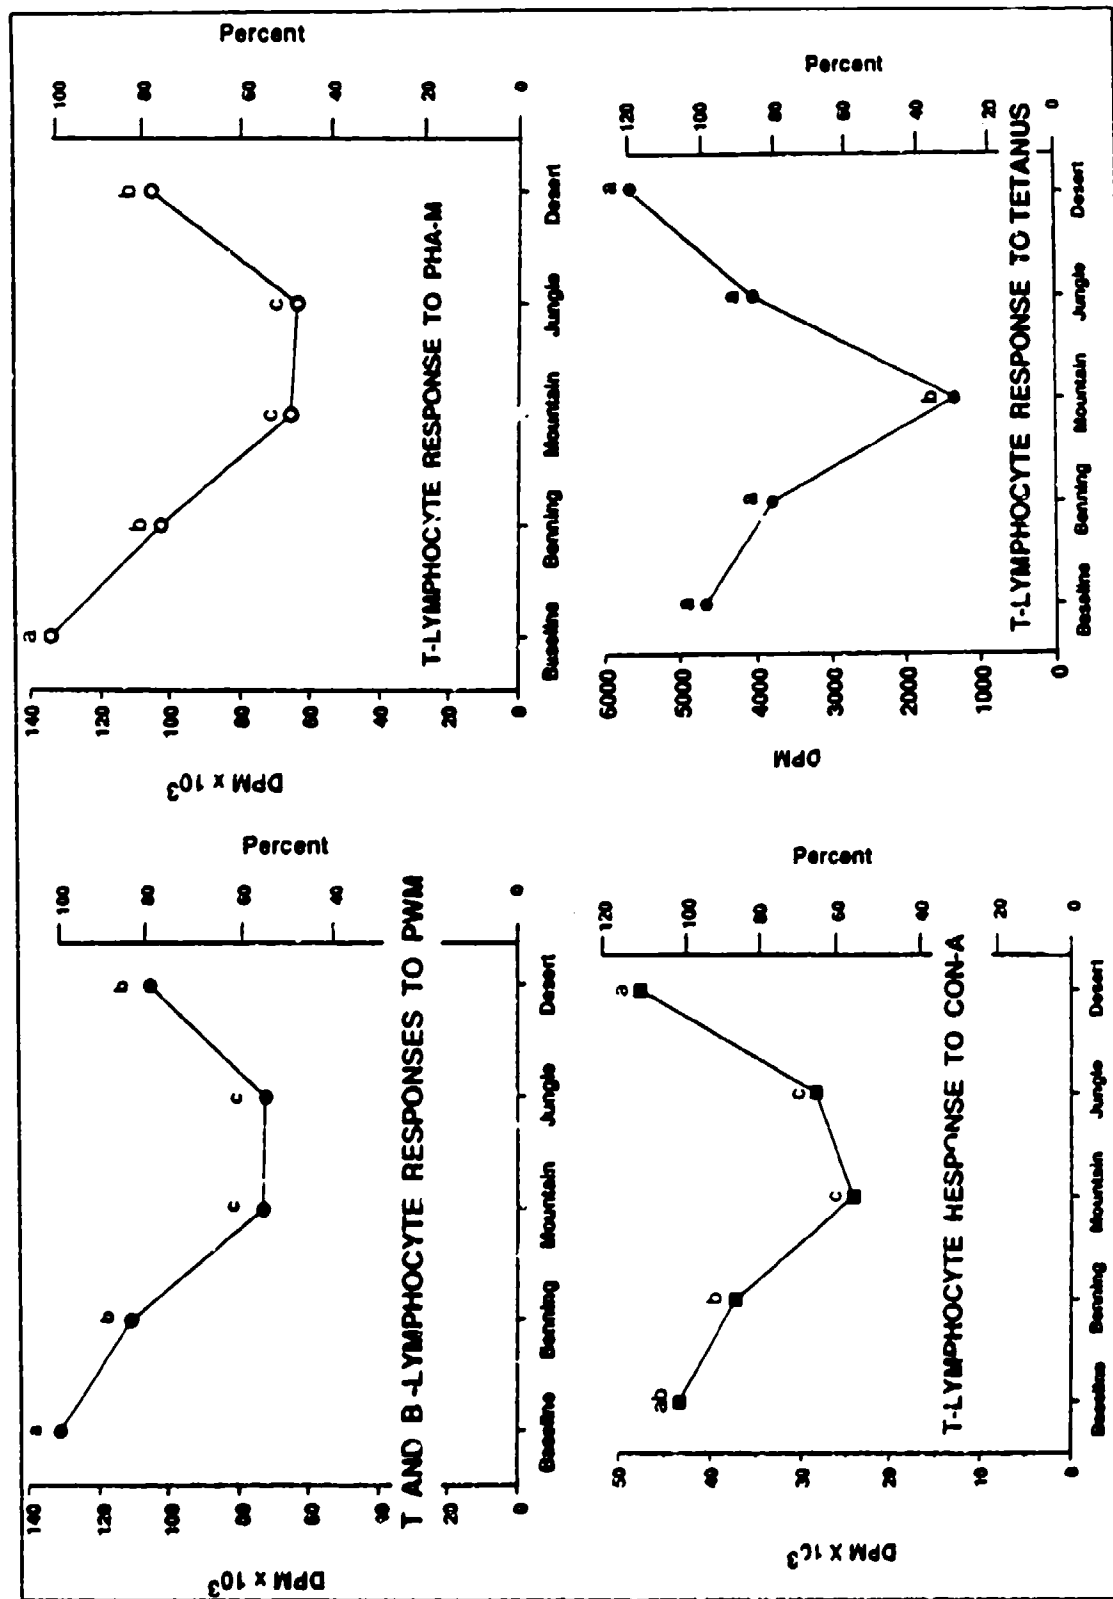 DPM x 10³
140
120
100
80
60
40
20
0
a
b
c
c
b
100
80
60
40
0
Percent
T AND B-LYMPHOCYTE RESPONSES TO PWM
Baseline Benning Mountain Jungle Desert
DPM x 10³
140
120
100
80
60
40
20
0
a
b
c
c
b
100
80
60
40
20
0
Percent
T-LYMPHOCYTE RESPONSE TO PHA-M
Baseline Benning Mountain Jungle Desert
DPM X 10³
50
40
30
20
10
0
ab
b
c
c
a
120
100
80
60
40
20
0
Percent
T-LYMPHOCYTE RESPONSE TO CON-A
Baseline Benning Mountain Jungle Desert
DPM
6000
5000
4000
3000
2000
1000
0
a
a
b
a
a
120
100
80
60
40
20
0
Percent
T-LYMPHOCYTE RESPONSE TO TETANUS
Baseline Benning Mountain Jungle Desert